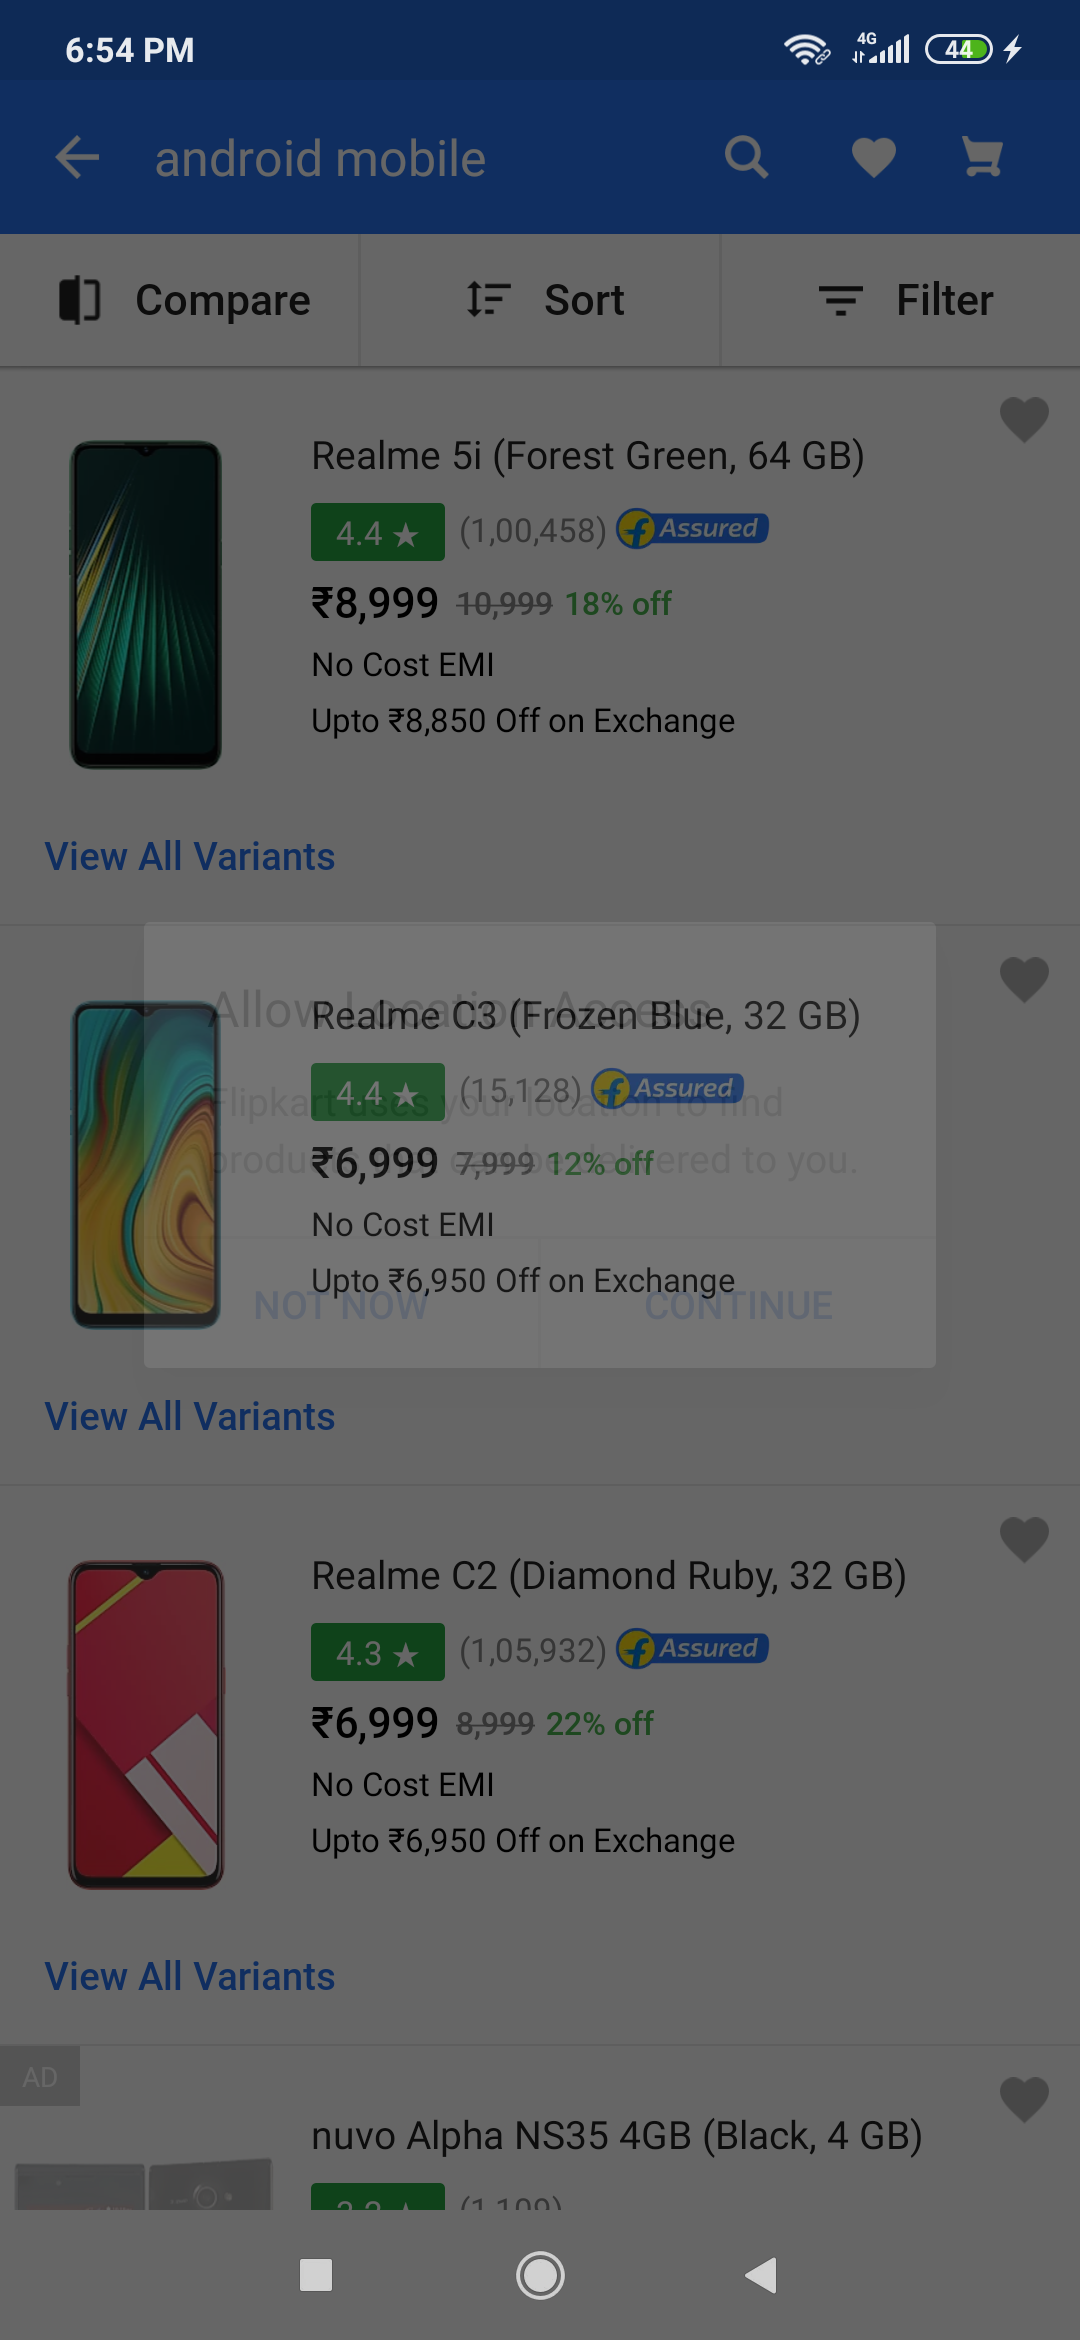 6:54 PM
4G
44
android mobile
Compare
Sort
Filter
Realme 5i (Forest Green, 64 GB)
4.4 ★ (1,00,458) Assured
₹8,999 10,999 18% off
No Cost EMI
Upto ₹8,850 Off on Exchange
View All Variants
Allow Location Access
Realme C3 (Frozen Blue, 32 GB)
4.4 ★ (15,128) Assured
Flipkart uses your location to find
₹6,999 7,999 12% off
products that can be delivered to you.
No Cost EMI
Upto ₹6,950 Off on Exchange
NOT NOW
CONTINUE
View All Variants
Realme C2 (Diamond Ruby, 32 GB)
4.3 ★ (1,05,932) Assured
₹6,999 8,999 22% off
No Cost EMI
Upto ₹6,950 Off on Exchange
View All Variants
AD
nuvo Alpha NS35 4GB (Black, 4 GB)
(1,109)